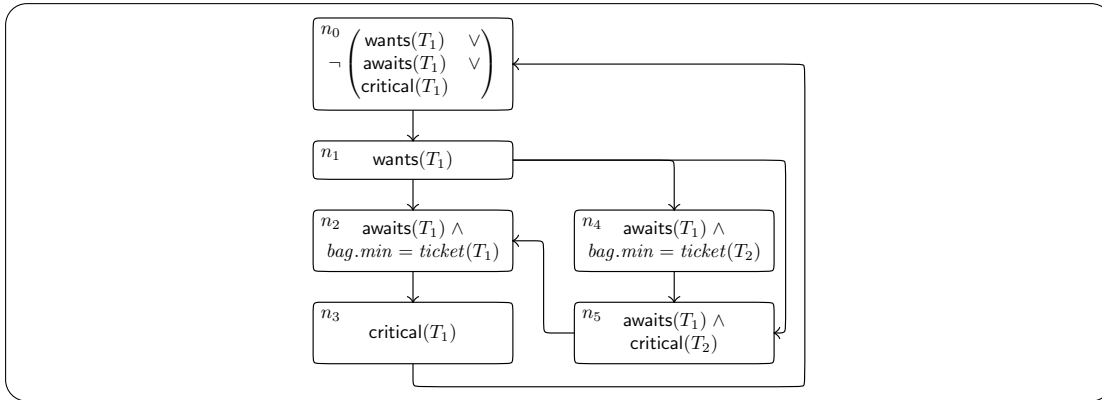 n₀
wants(T₁) ∨
¬ ( awaits(T₁) ∨ )
critical(T₁)
n₁ wants(T₁)
n₂ awaits(T₁) ∧
bag.min = ticket(T₁)
n₄ awaits(T₁) ∧
bag.min = ticket(T₂)
n₃
critical(T₁)
n₅ awaits(T₁) ∧
critical(T₂)